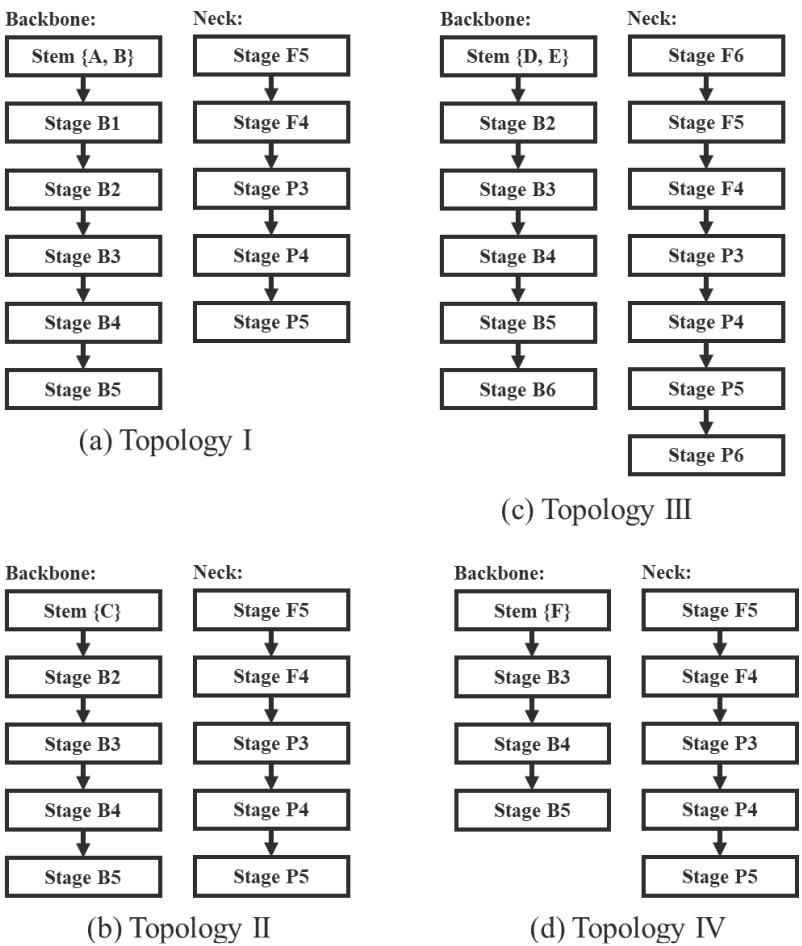 Backbone:
Stem {A, B}
Stage B1
Stage B2
Stage B3
Stage B4
Stage B5
Neck:
Stage F5
Stage F4
Stage P3
Stage P4
Stage P5
(a) Topology I
Backbone:
Stem {D, E}
Stage B2
Stage B3
Stage B4
Stage B5
Stage B6
Neck:
Stage F6
Stage F5
Stage F4
Stage P3
Stage P4
Stage P5
Stage P6
(c) Topology III
Backbone:
Stem {C}
Stage B2
Stage B3
Stage B4
Stage B5
Neck:
Stage F5
Stage F4
Stage P3
Stage P4
Stage P5
(b) Topology II
Backbone:
Stem {F}
Stage B3
Stage B4
Stage B5
Neck:
Stage F5
Stage F4
Stage P3
Stage P4
Stage P5
(d) Topology IV